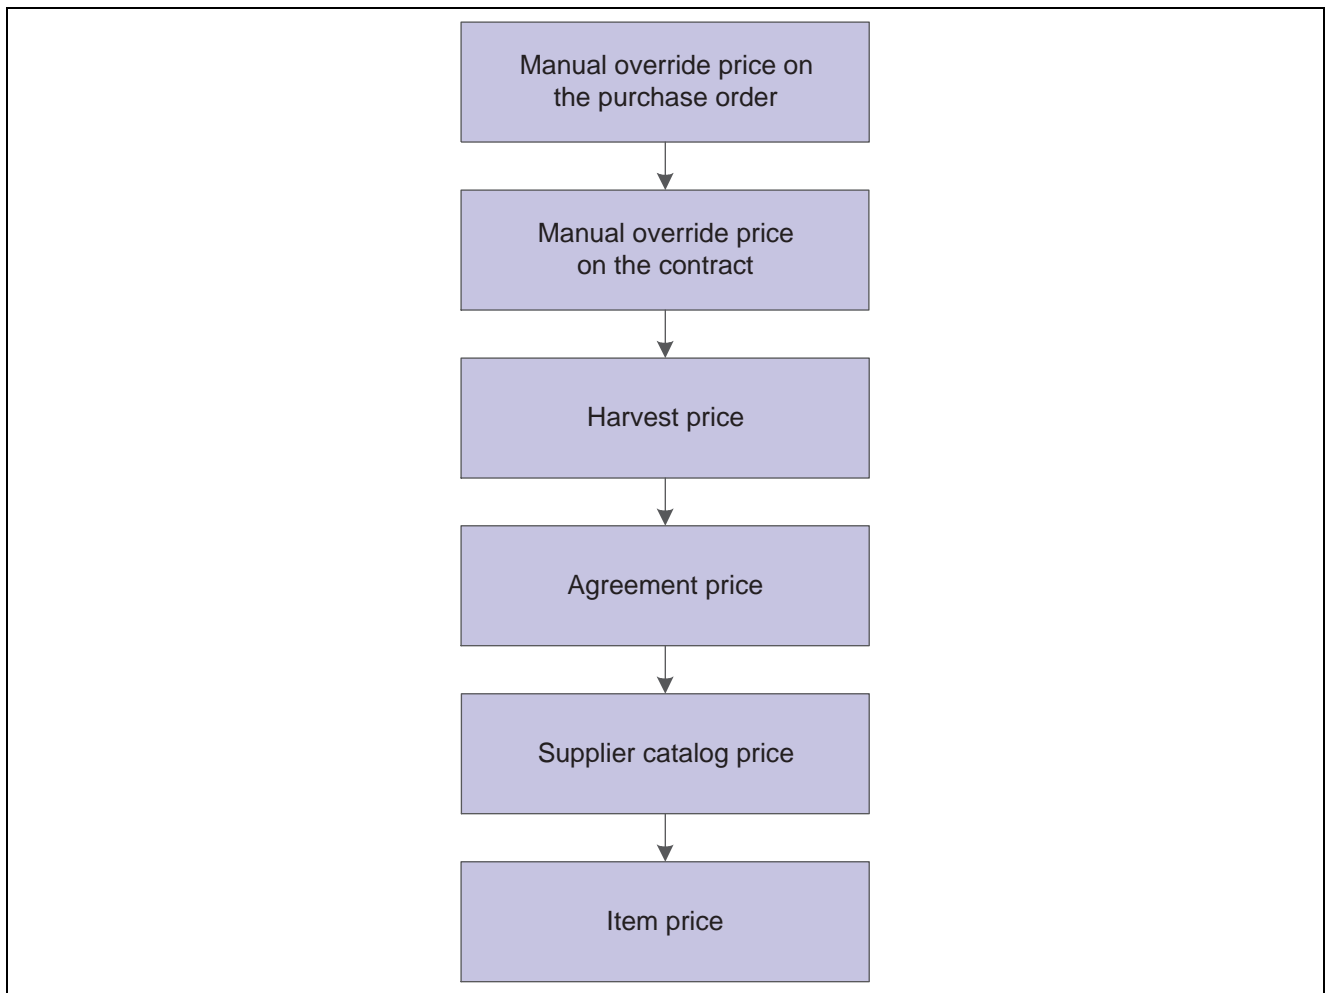 Manual override price on
the purchase order
Manual override price
on the contract
Harvest price
Agreement price
Supplier catalog price
Item price